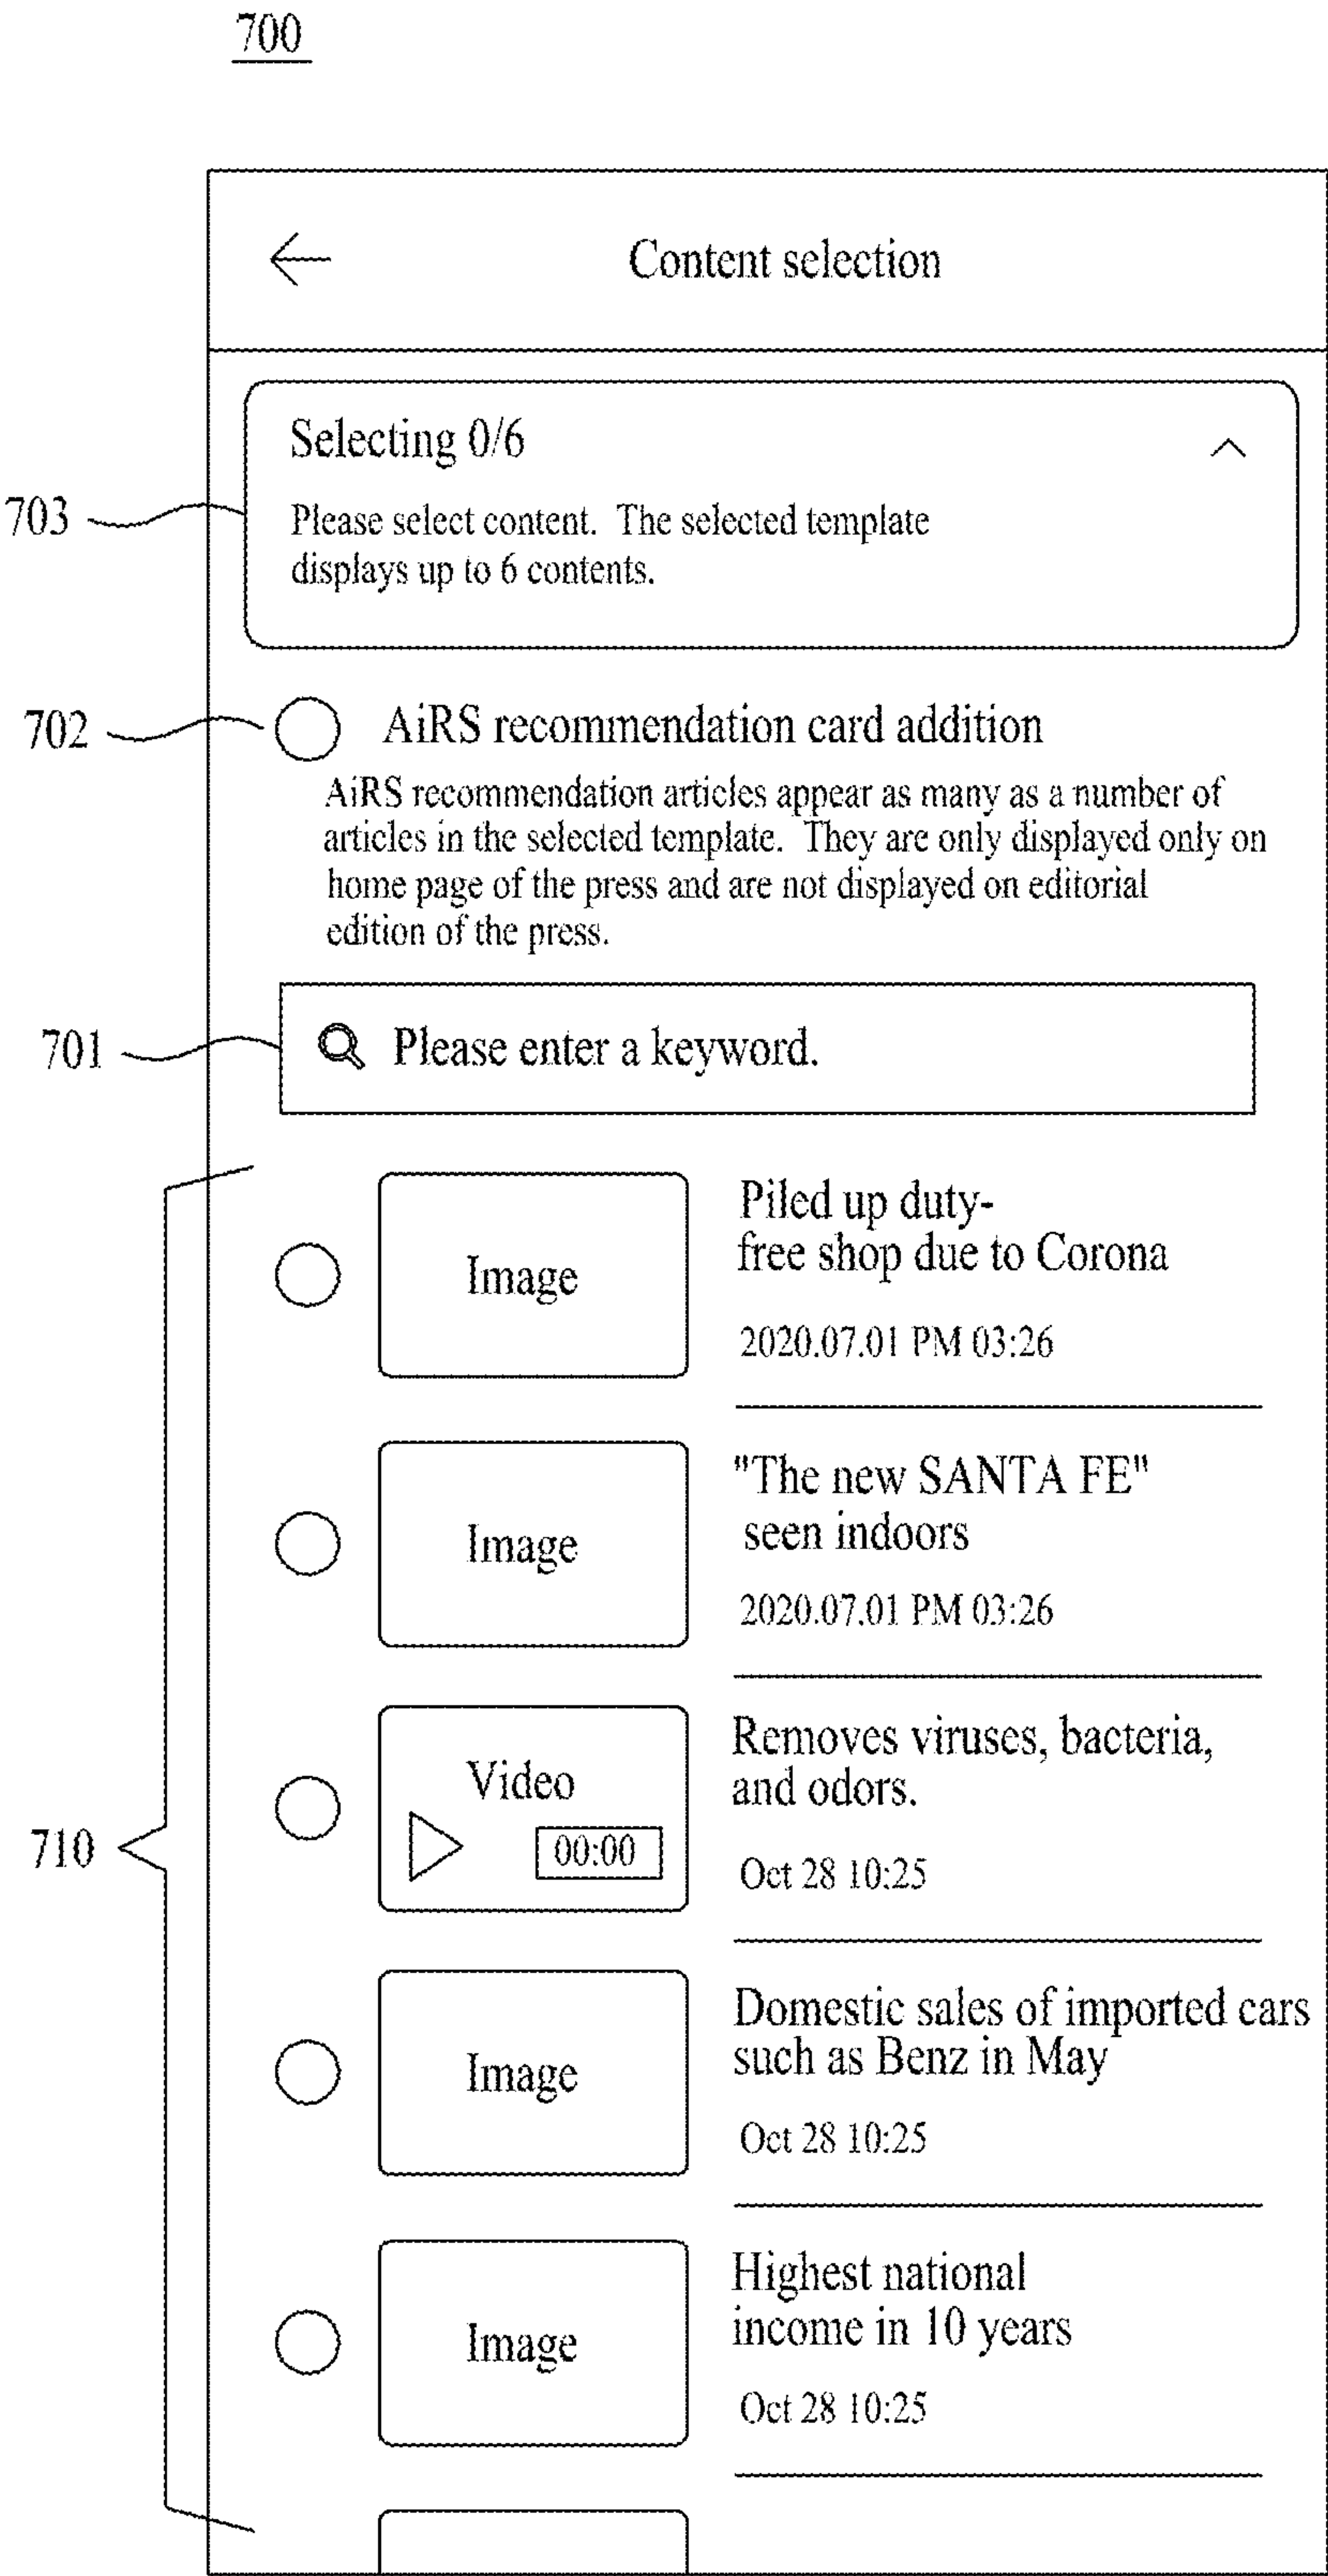 700
Content selection
Selecting 0/6
703
Please select content. The selected template
displays up to 6 contents.
702
AiRS recommendation card addition
AiRS recommendation articles appear as many as a number of
articles in the selected template. They are only displayed only on
home page of the press and are not displayed on editorial
edition of the press.
701
Please enter a keyword.
710
Image
Piled up duty-
free shop due to Corona
2020.07.01 PM 03:26
Image
"The new SANTA FE"
seen indoors
2020.07.01 PM 03:26
Video
00:00
Removes viruses, bacteria,
and odors.
Oct 28 10:25
Image
Domestic sales of imported cars
such as Benz in May
Oct 28 10:25
Image
Highest national
income in 10 years
Oct 28 10:25